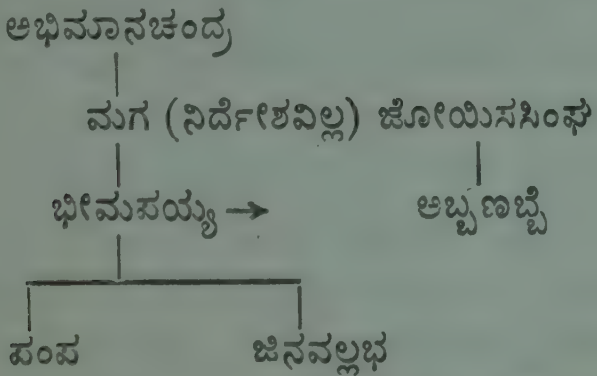 ಅಭಿಮಾನಚಂದ್ರ
ಮಗ (ನಿರ್ದೇಶವಿಲ್ಲ) ಜೋಯಿಸಸಿಂಘ
ಭೀಮಪಯ್ಯ → ಅಬ್ಬಣಬ್ಬೆ
ಪಂಪ ಜಿನವಲ್ಲಭ